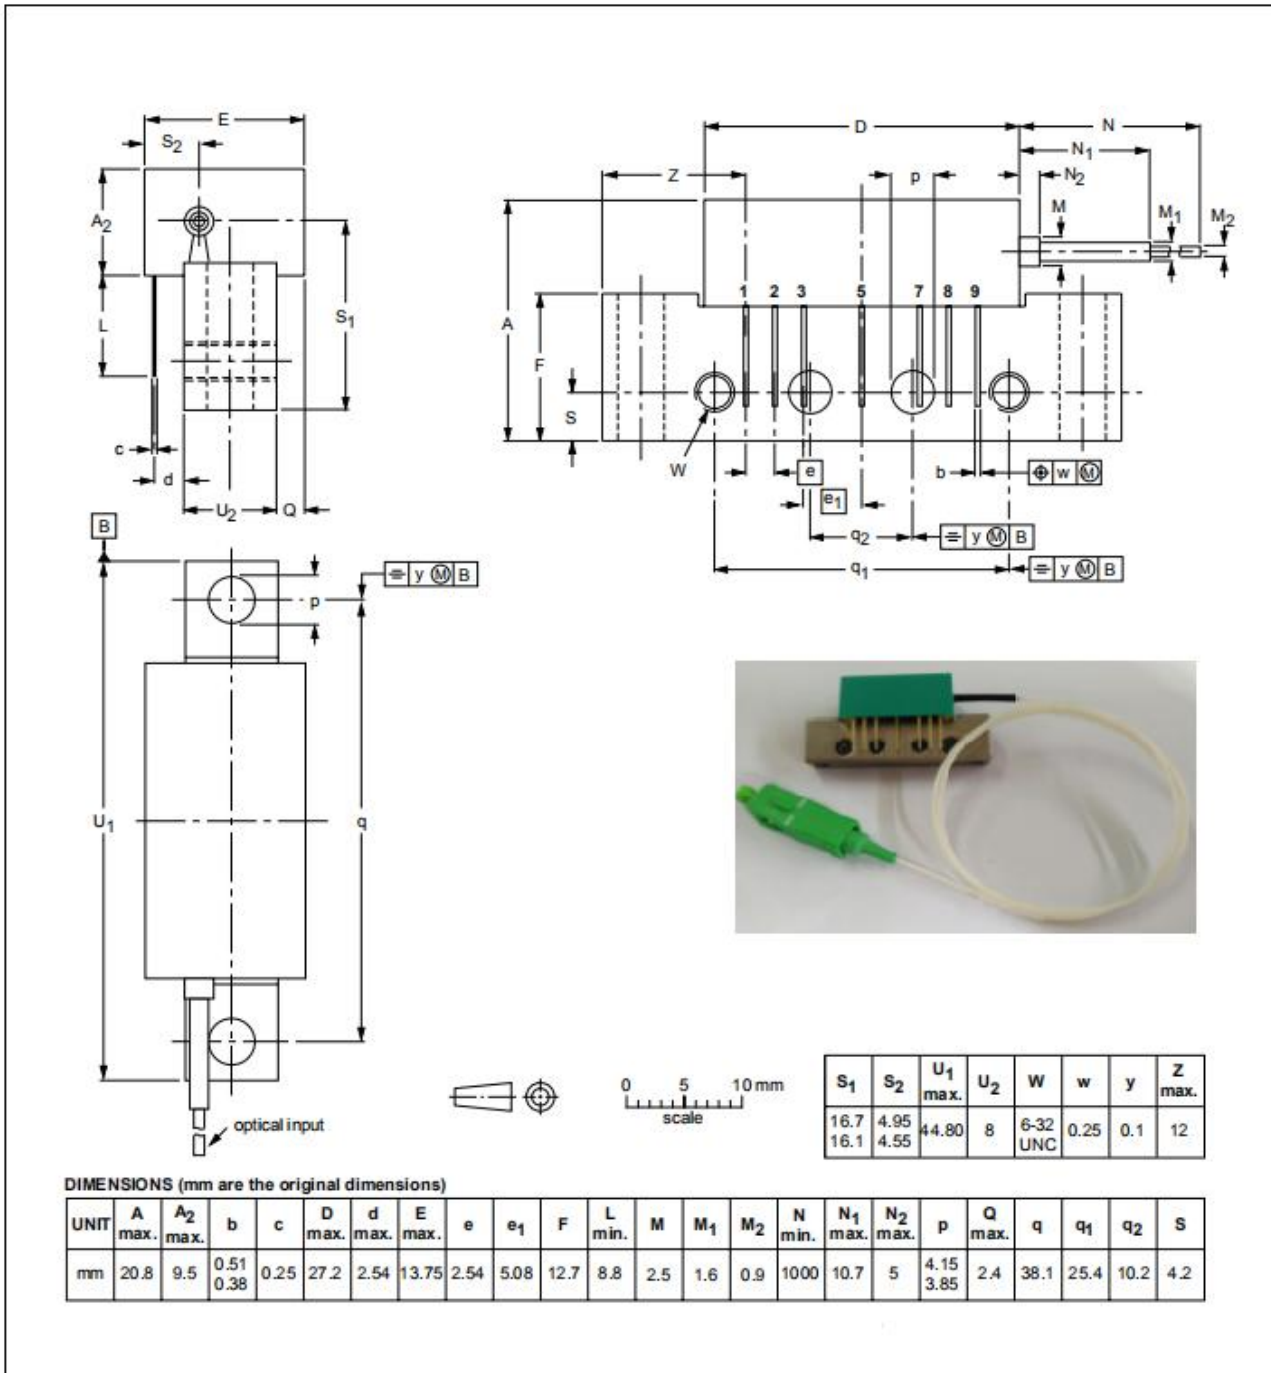 E
S2
A2
L
S1
c
d
U2
Q
D
N
N1
N2
Z
p
M
M1
M2
1 2 3 5 7 8 9
A
F
S
W
e
b
⌖ w Ⓜ
e1
q2
⌯ y Ⓜ B
q1
⌯ y Ⓜ B
B
⌯ y Ⓜ B
p
U1
q
optical input
0 5 10 mm
scale
S1 S2 U1 max. U2 W w y Z max.
16.7 16.1 4.95 4.55 44.80 8 6-32 UNC 0.25 0.1 12
DIMENSIONS (mm are the original dimensions)
UNIT A max. A2 max. b c D max. d max. E max. e e1 F L min. M M1 M2 N min. N1 max. N2 max. p Q max. q q1 q2 S
mm 20.8 9.5 0.51 0.38 0.25 27.2 2.54 13.75 2.54 5.08 12.7 8.8 2.5 1.6 0.9 1000 10.7 5 4.15 3.85 2.4 38.1 25.4 10.2 4.2